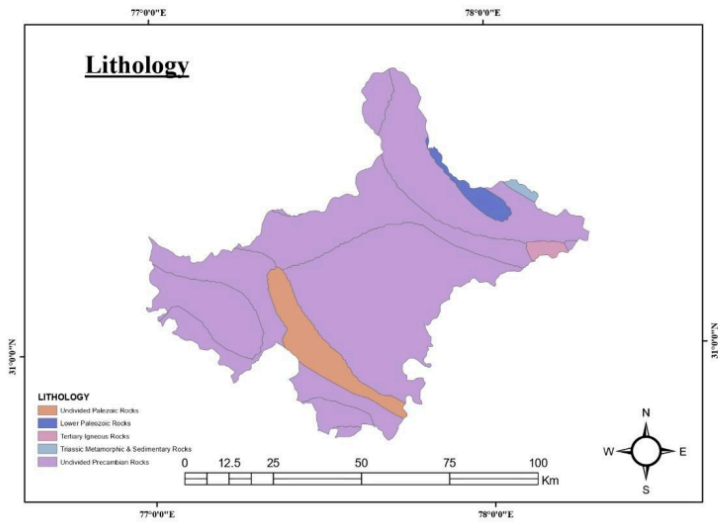 77°0'0"E 78°0'0"E
Lithology
31°0'0"N 31°0'0"N
LITHOLOGY
Undivided Palezoic Rocks
Lower Paleozoic Rocks
Tertiary Igneous Rocks
Triassic Metamorphic & Sedimentary Rocks
Undivided Precambian Rocks
0 12.5 25 50 75 100
Km
N
W E
S
77°0'0"E 78°0'0"E